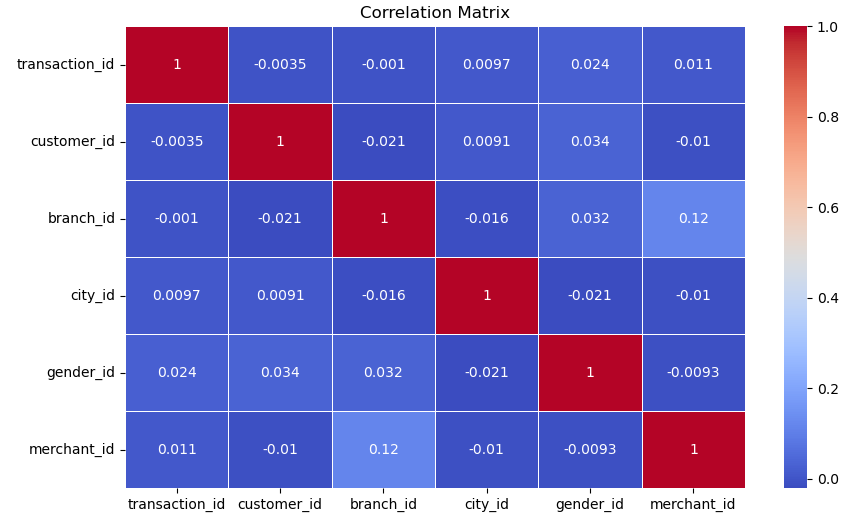 Correlation Matrix
transaction_id 1 -0.0035 -0.001 0.0097 0.024 0.011
customer_id -0.0035 1 -0.021 0.0091 0.034 -0.01
branch_id -0.001 -0.021 1 -0.016 0.032 0.12
city_id 0.0097 0.0091 -0.016 1 -0.021 -0.01
gender_id 0.024 0.034 0.032 -0.021 1 -0.0093
merchant_id 0.011 -0.01 0.12 -0.01 -0.0093 1
transaction_id customer_id branch_id city_id gender_id merchant_id
1.0
0.8
0.6
0.4
0.2
0.0